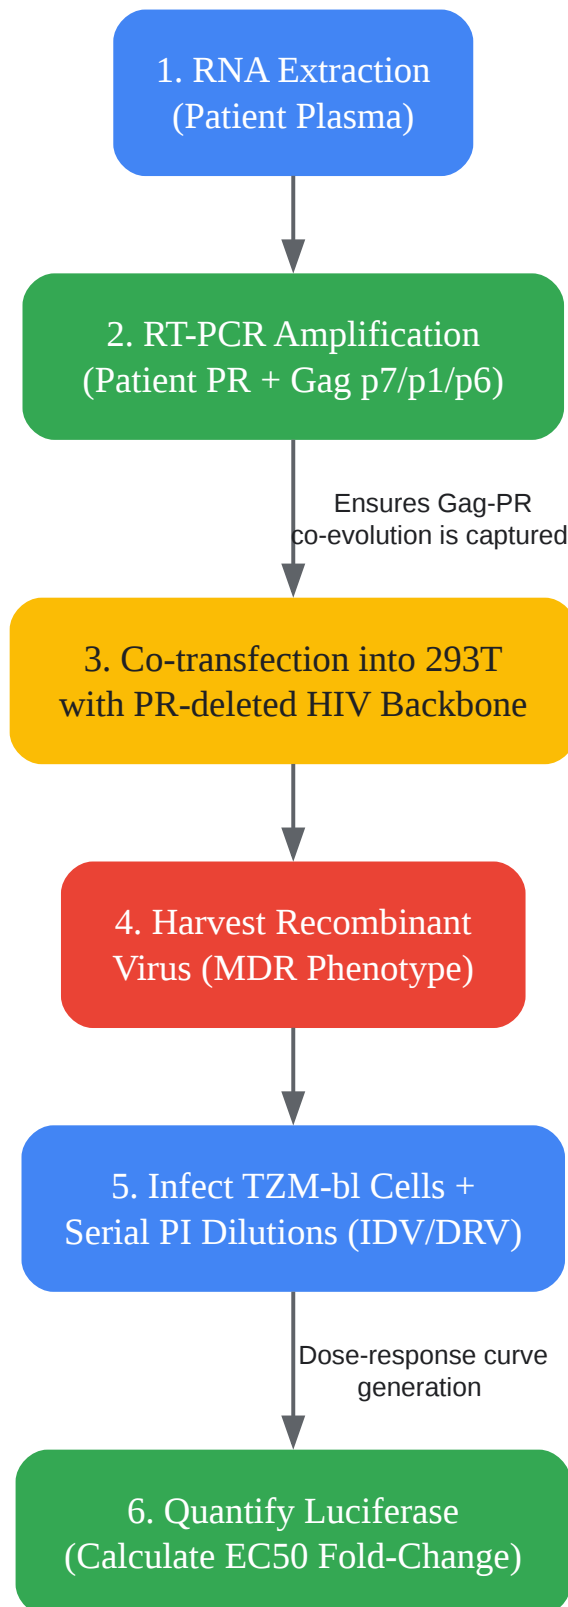 1. RNA Extraction
(Patient Plasma)
2. RT-PCR Amplification
(Patient PR + Gag p7/p1/p6)
Ensures Gag-PR
co-evolution is captured
3. Co-transfection into 293T
with PR-deleted HIV Backbone
4. Harvest Recombinant
Virus (MDR Phenotype)
5. Infect TZM-bl Cells +
Serial PI Dilutions (IDV/DRV)
Dose-response curve
generation
6. Quantify Luciferase
(Calculate EC50 Fold-Change)